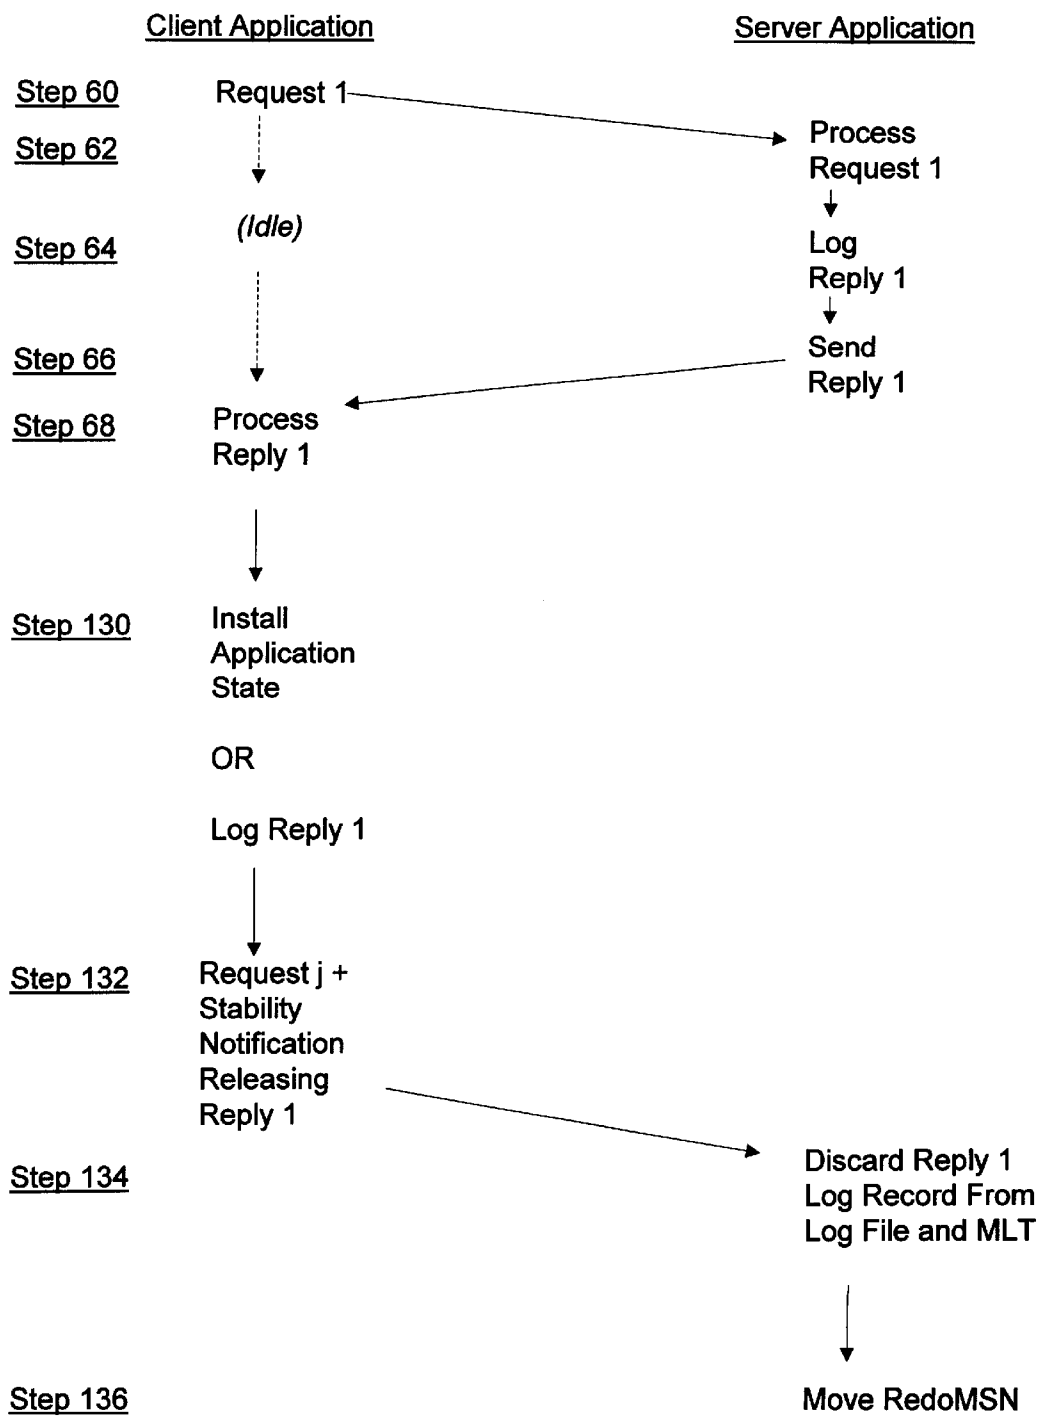 Client Application
Server Application
Step 60
Request 1
Process
Request 1
Step 62
(Idle)
Step 64
Log
Reply 1
Step 66
Send
Reply 1
Step 68
Process
Reply 1
Step 130
Install
Application
State
OR
Log Reply 1
Step 132
Request j +
Stability
Notification
Releasing
Reply 1
Step 134
Discard Reply 1
Log Record From
Log File and MLT
Step 136
Move RedoMSN